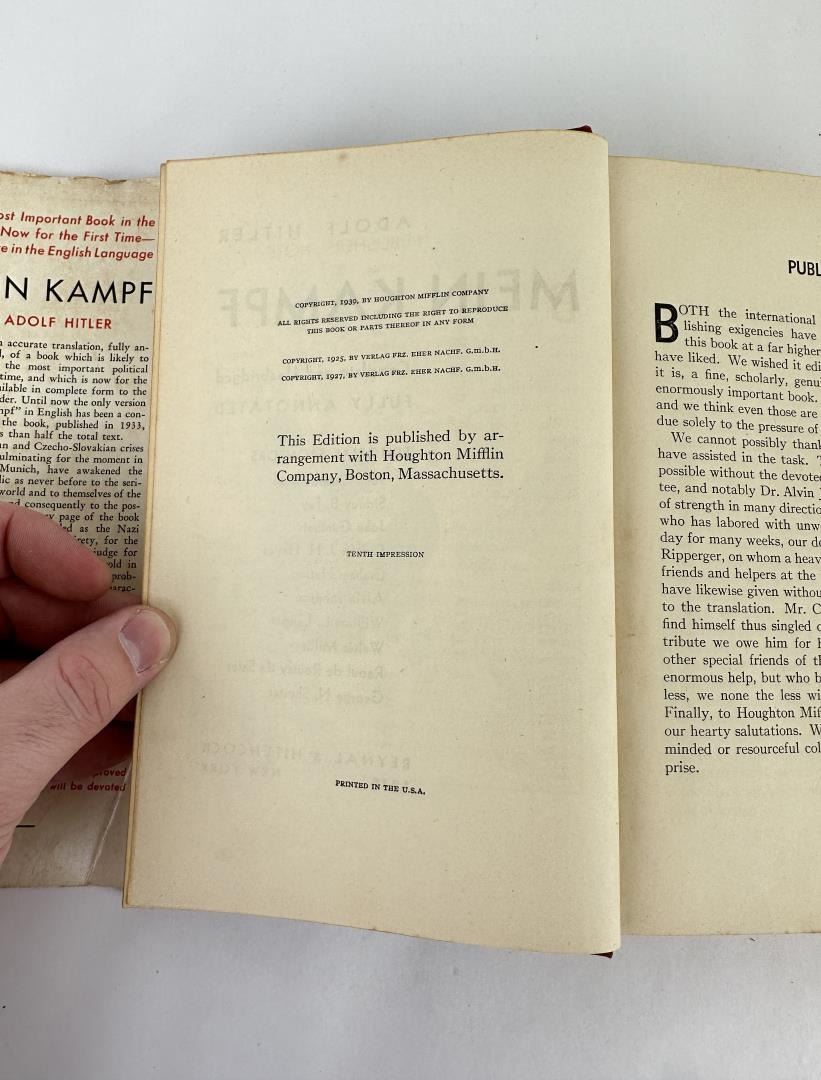 ost Important Book in the
Now for the First Time—
e in the English Language
N KAMPF
ADOLF HITLER
accurate translation, fully an-
, of a book which is likely to
the most important political
time, and which is now for the
ailable in complete form to the
der. Until now the only version
mpf” in English has been a con-
the book, published in 1933,
s than half the total text.
an and Czecho-Slovakian crises
ulminating for the moment in
Munich, have awakened the
lic as never before to the seri-
world and to themselves of the
and consequently to the pos-
y page of the book
ed as the Nazi
irety, for the
judge for
old in
prob-
arac-
proved
will be devoted
COPYRIGHT, 1939, BY HOUGHTON MIFFLIN COMPANY
ALL RIGHTS RESERVED INCLUDING THE RIGHT TO REPRODUCE
THIS BOOK OR PARTS THEREOF IN ANY FORM
COPYRIGHT, 1925, BY VERLAG FRZ. EHER NACHF. G.m.b.H.
COPYRIGHT, 1927, BY VERLAG FRZ. EHER NACHF. G.m.b.H.
This Edition is published by ar-
rangement with Houghton Mifflin
Company, Boston, Massachusetts.
TENTH IMPRESSION
PRINTED IN THE U.S.A.
PUBL
BOTH the international
lishing exigencies have
this book at a far higher
have liked. We wished it edi
it is, a fine, scholarly, genu
enormously important book.
and we think even those are
due solely to the pressure of
We cannot possibly thank
have assisted in the task. T
possible without the devoted
tee, and notably Dr. Alvin J
of strength in many direction
who has labored with unw
day for many weeks, our de
Ripperger, on whom a heav
friends and helpers at the
have likewise given withou
to the translation. Mr. C
find himself thus singled o
tribute we owe him for h
other special friends of th
enormous help, but who b
less, we none the less wi
Finally, to Houghton Mif
our hearty salutations. W
minded or resourceful col
prise.